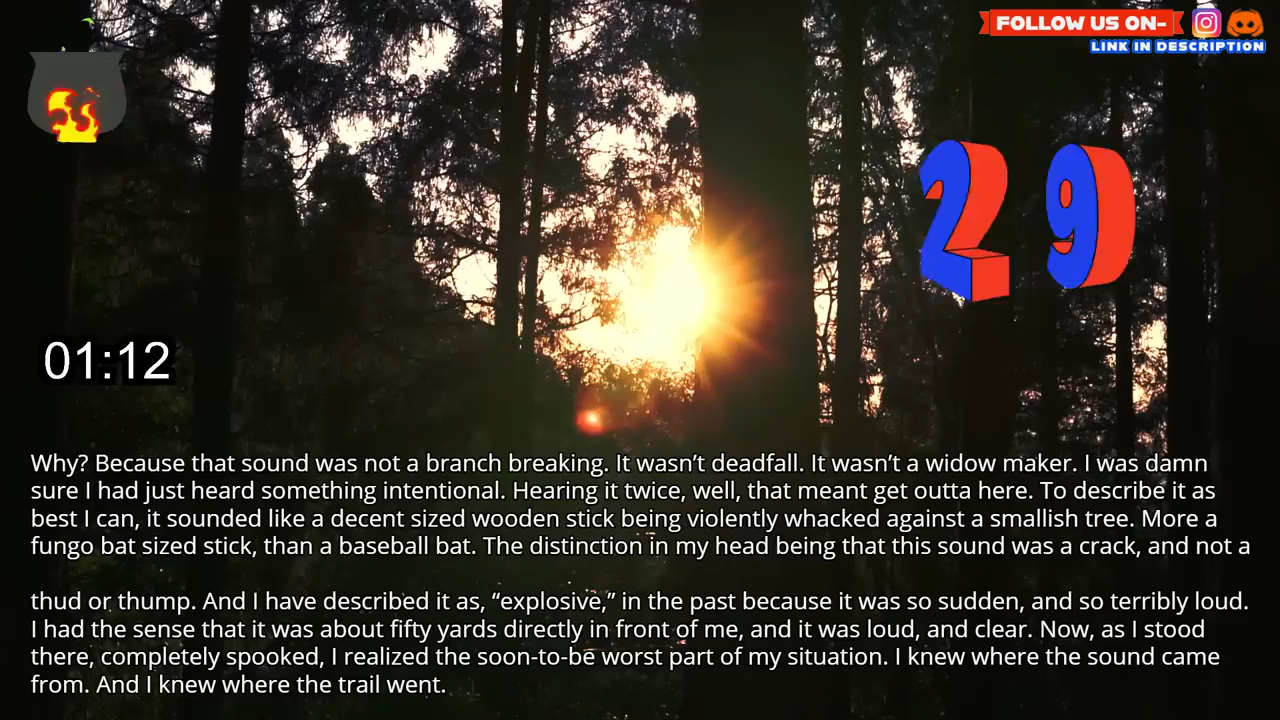 FOLLOW US ON-
LINK IN DESCRIPTION
29
01:12
Why? Because that sound was not a branch breaking. It wasn’t deadfall. It wasn’t a widow maker. I was damn
sure I had just heard something intentional. Hearing it twice, well, that meant get outta here. To describe it as
best I can, it sounded like a decent sized wooden stick being violently whacked against a smallish tree. More a
fungo bat sized stick, than a baseball bat. The distinction in my head being that this sound was a crack, and not a
thud or thump. And I have described it as, “explosive,” in the past because it was so sudden, and so terribly loud.
I had the sense that it was about fifty yards directly in front of me, and it was loud, and clear. Now, as I stood
there, completely spooked, I realized the soon-to-be worst part of my situation. I knew where the sound came
from. And I knew where the trail went.